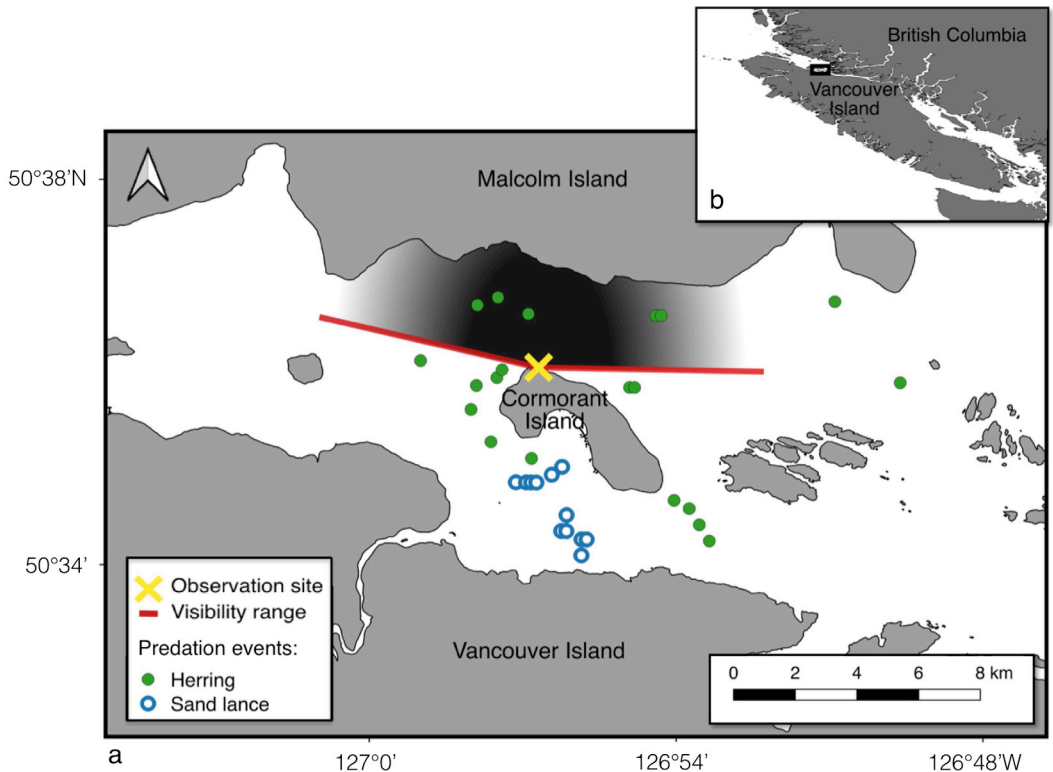 British Columbia
Vancouver
Island
b
50°38'N
Malcolm Island
Cormorant
Island
50°34'
Observation site
Visibility range
Predation events:
Herring
Sand lance
Vancouver Island
0 2 4 6 8 km
a
127°0'
126°54'
126°48'W